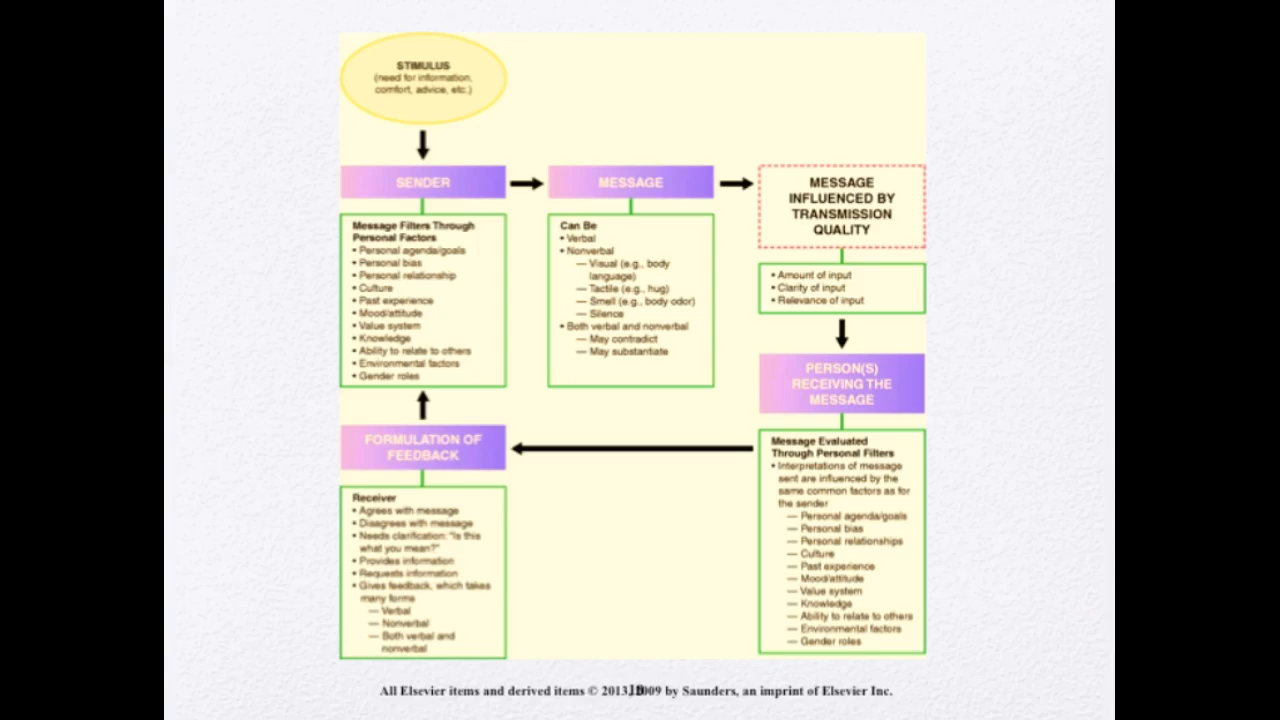 STIMULUS
(need for information,
comfort, advice, etc.)
SENDER
Message Filters Through
Personal Factors
• Personal agenda/goals
• Personal bias
• Personal relationship
• Culture
• Past experience
• Mood/attitude
• Value system
• Knowledge
• Ability to relate to others
• Environmental factors
• Gender roles
MESSAGE
Can Be
• Verbal
• Nonverbal
— Visual (e.g., body
language)
— Tactile (e.g., hug)
— Smell (e.g., body odor)
— Silence
• Both verbal and nonverbal
— May contradict
— May substantiate
MESSAGE
INFLUENCED BY
TRANSMISSION
QUALITY
• Amount of input
• Clarity of input
• Relevance of input
PERSON(S)
RECEIVING THE
MESSAGE
Message Evaluated
Through Personal Filters
• Interpretations of message
sent are influenced by the
same common factors as for
the sender
— Personal agenda/goals
— Personal bias
— Personal relationships
— Culture
— Past experience
— Mood/attitude
— Value system
— Knowledge
— Ability to relate to others
— Environmental factors
— Gender roles
FORMULATION OF
FEEDBACK
Receiver
• Agrees with message
• Disagrees with message
• Needs clarification: "Is this
what you mean?"
• Provides information
• Requests information
• Gives feedback, which takes
many forms
— Verbal
— Nonverbal
— Both verbal and
nonverbal
All Elsevier items and derived items © 2013, 2009 by Saunders, an imprint of Elsevier Inc.